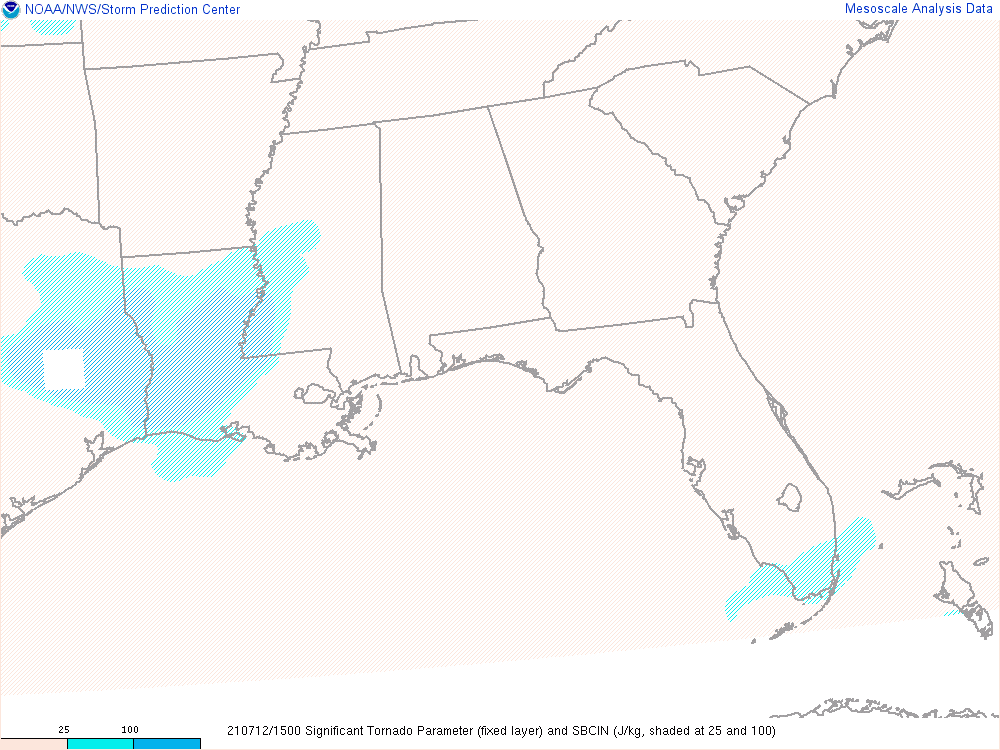 NOAA/NWS/Storm Prediction Center
Mesoscale Analysis Data
25 100
210712/1500 Significant Tornado Parameter (fixed layer) and SBCIN (J/kg, shaded at 25 and 100)